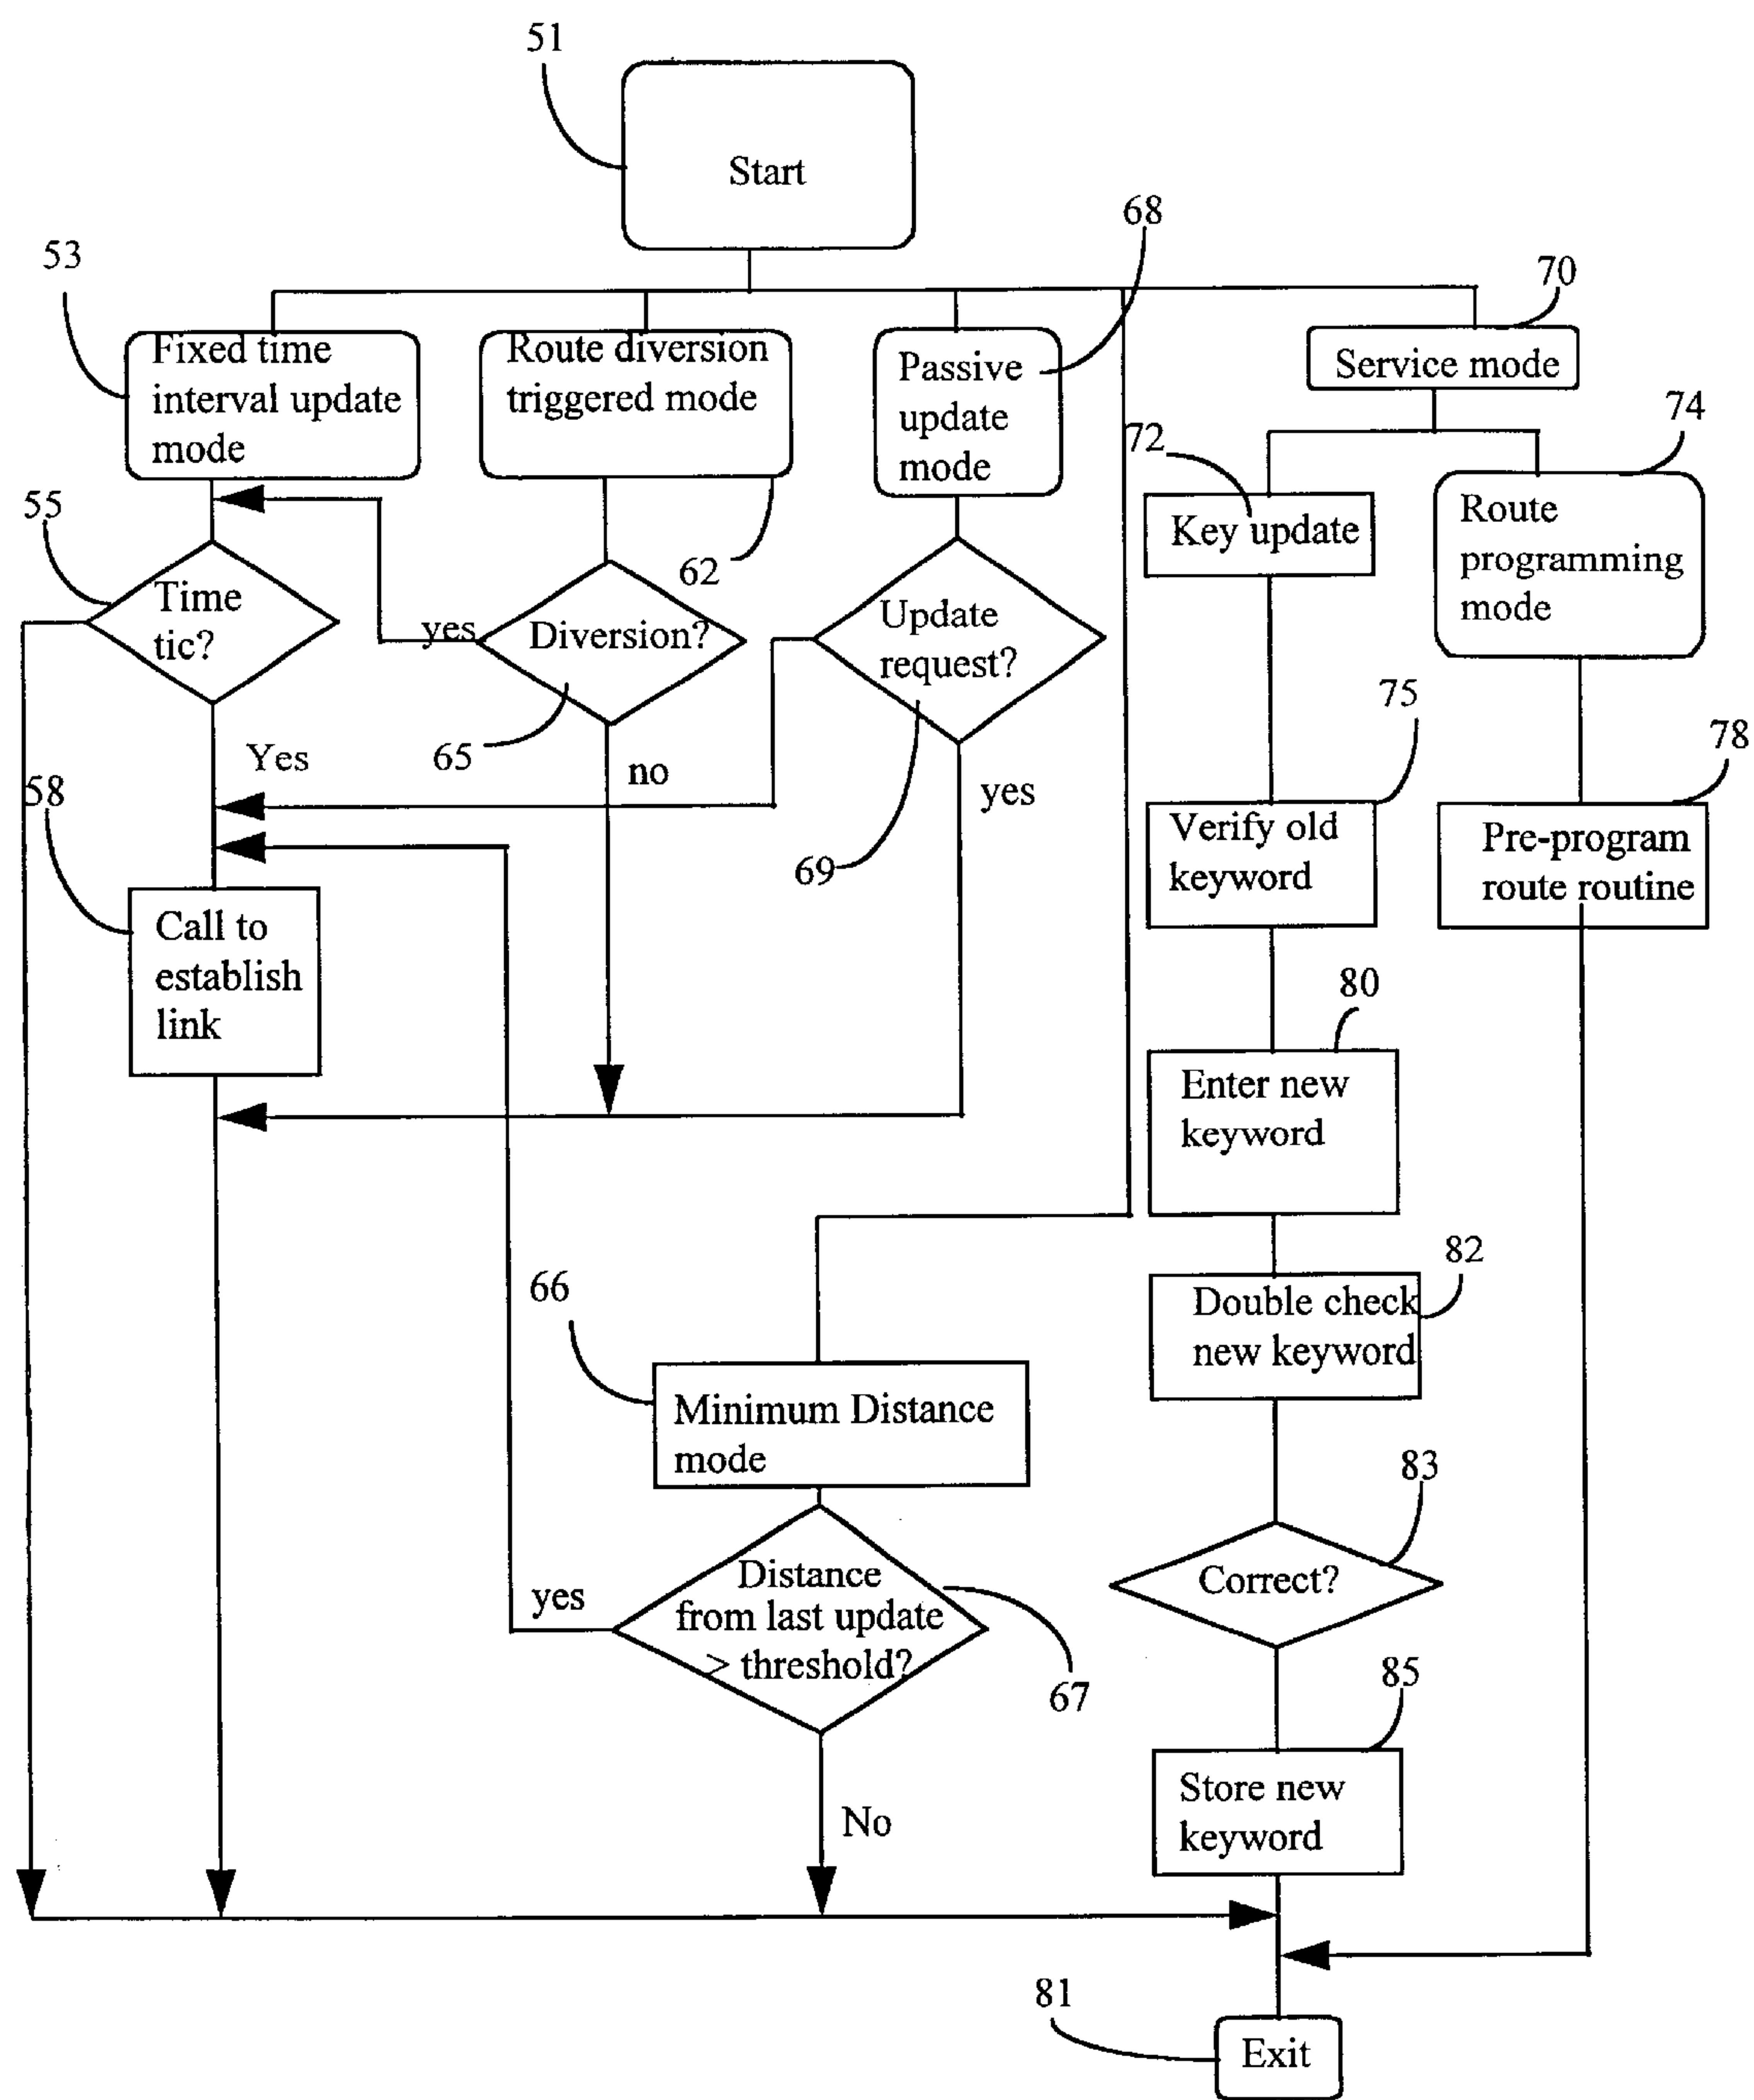 51
Start
68
53
70
Fixed time
interval update
mode
Route diversion
triggered mode
Passive
update
mode
Service mode
74
72
Key update
Route
programming
mode
55
62
Time
tic?
yes
Diversion?
Update
request?
75
65
Yes
no
yes
78
58
69
Verify old
keyword
Pre-program
route routine
Call to
establish
link
80
Enter new
keyword
82
66
Double check
new keyword
Minimum Distance
mode
83
yes
Distance
from last update
> threshold?
Correct?
67
85
No
Store new
keyword
81
Exit